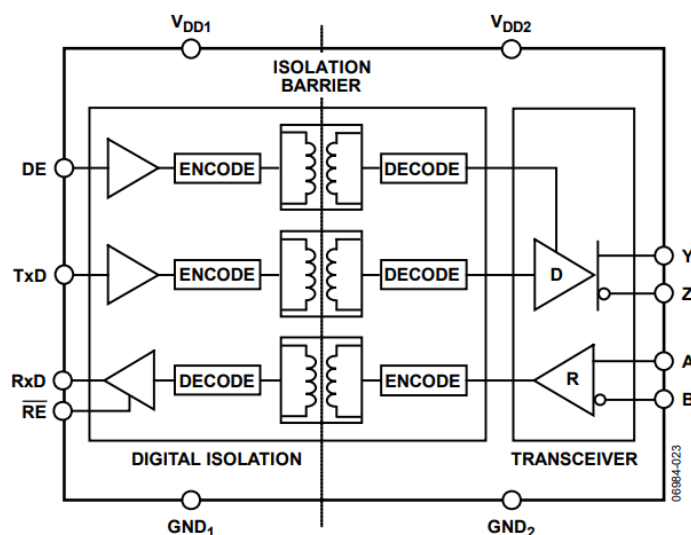 VDD1
VDD2
ISOLATION
BARRIER
DE
ENCODE
DECODE
TxD
ENCODE
DECODE
D
Y
Z
RxD
DECODE
ENCODE
R
A
B
RE
DIGITAL ISOLATION
TRANSCEIVER
GND1
GND2
06984-023